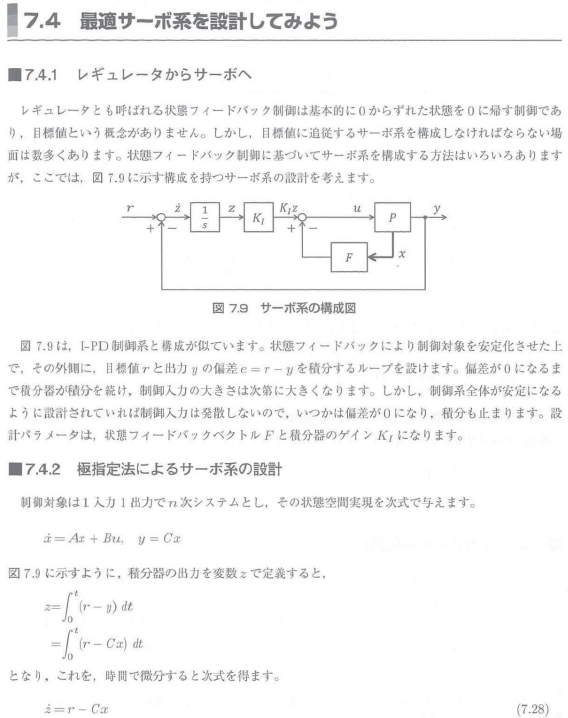 7.4 最適サーボ系を設計してみよう
■7.4.1 レギュレータからサーボへ
レギュレータとも呼ばれる状態フィードバック制御は基本的に0からずれた状態を0に帰す制御であ
り，目標値という概念がありません。しかし，目標値に追従するサーボ系を構成しなければならない場
面は数多くあります。状態フィードバック制御に基づいてサーボ系を構成する方法はいろいろあります
が，ここでは，図 7.9 に示す構成を持つサーボ系の設計を考えます。
r + − ż 1/s z K_I K_I z + − u P y
F x
図 7.9 サーボ系の構成図
図 7.9 は，I-PD 制御系と構成が似ています。状態フィードバックにより制御対象を安定化させた上
で，その外側に，目標値 r と出力 y の偏差 e = r − y を積分するループを設けます。偏差が 0 になるま
で積分器が積分を続け，制御入力の大きさは次第に大きくなります。しかし，制御系全体が安定になる
ように設計されていれば制御入力は発散しないので，いつかは偏差が 0 になり，積分も止まります。設
計パラメータは，状態フィードバックベクトル F と積分器のゲイン K_I になります。
■7.4.2 極指定法によるサーボ系の設計
制御対象は1入力1出力で n 次システムとし，その状態空間実現を次式で与えます。
ẋ = Ax + Bu, y = Cx
図 7.9 に示すように，積分器の出力を変数 z で定義すると，
z = ∫₀ᵗ (r − y) dt
= ∫₀ᵗ (r − Cx) dt
となり，これを，時間で微分すると次式を得ます。
ż = r − Cx (7.28)